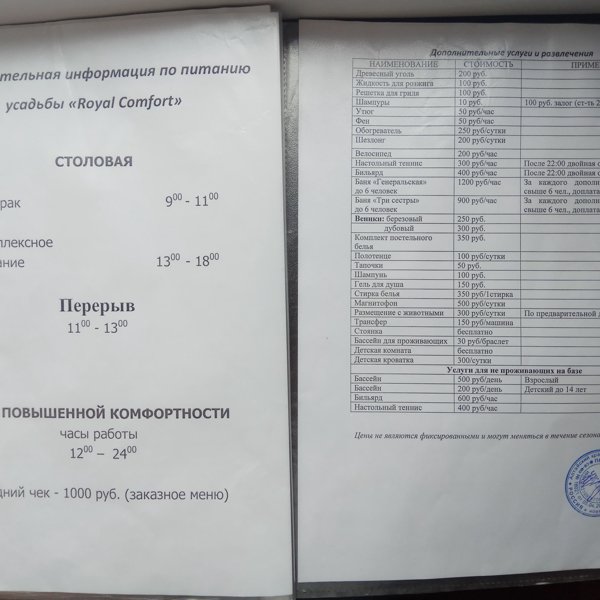 тельная информация по питанию
усадьбы «Royal Comfort»
СТОЛОВАЯ
рак 9⁰⁰ - 11⁰⁰
плексное
ание 13⁰⁰ - 18⁰⁰
Перерыв
11⁰⁰ - 13⁰⁰
ПОВЫШЕННОЙ КОМФОРТНОСТИ
часы работы
12⁰⁰ – 24⁰⁰
дний чек - 1000 руб. (заказное меню)
Дополнительные услуги и развлечения
НАИМЕНОВАНИЕ СТОИМОСТЬ ПРИМЕ
Древесный уголь 200 руб.
Жидкость для розжига 100 руб.
Решетка для гриля 100 руб.
Шампуры 10 руб. 100 руб. залог (ст-ть 2
Утюг 50 руб/час
Фен 50 руб/час
Обогреватель 250 руб/сутки
Шезлонг 200 руб/сутки
Велосипед 200 руб/час
Настольный теннис 300 руб/час После 22:00 двойная с
Бильярд 400 руб/час После 22:00 двойная с
Баня «Генеральская» 1200 руб/час За каждого дополн
до 6 человек свыше 6 чел., доплата
Баня «Три сестры» 900 руб/час За каждого дополн
до 6 человек свыше 6 чел., доплата
Веники: березовый 250 руб.
дубовый 300 руб.
Комплект постельного 350 руб.
белья
Полотенце 100 руб/сутки
Тапочки 50 руб.
Шампунь 100 руб.
Гель для душа 150 руб.
Стирка белья 350 руб/1стирка
Магнитофон 500 руб/сутки
Размещение с животными 300 руб/сутки По предварительной д
Трансфер 150 руб/машина
Стоянка бесплатно
Бассейн для проживающих 30 руб/браслет
Детская комната бесплатно
Детская кроватка 300/сутки
Услуги для не проживающих на базе
Бассейн 500 руб/день Взрослый
Бассейн 200 руб/день Детский до 14 лет
Бильярд 600 руб/час
Настольный теннис 400 руб/час
Цены не являются фиксированными и могут меняться в течение сезона